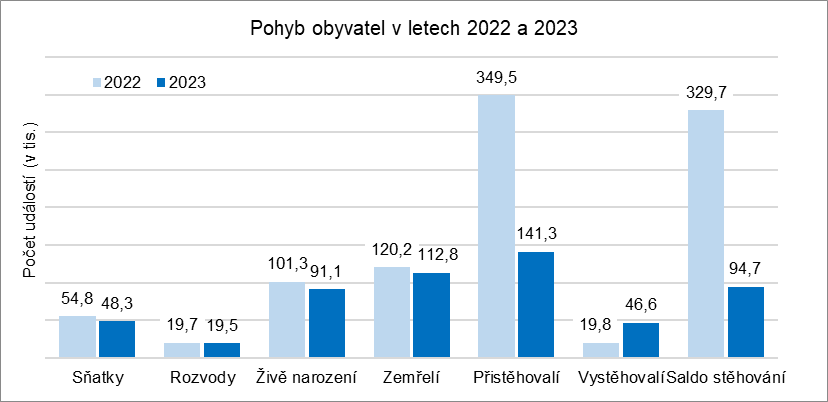 Pohyb obyvatel v letech 2022 a 2023
2022 2023
Počet událostí (v tis.)
54,8 48,3 19,7 19,5 101,3 91,1 120,2 112,8 349,5 141,3 19,8 46,6 329,7 94,7
Sňatky Rozvody Živě narození Zemřelí Přistěhovalí Vystěhovalí Saldo stěhování